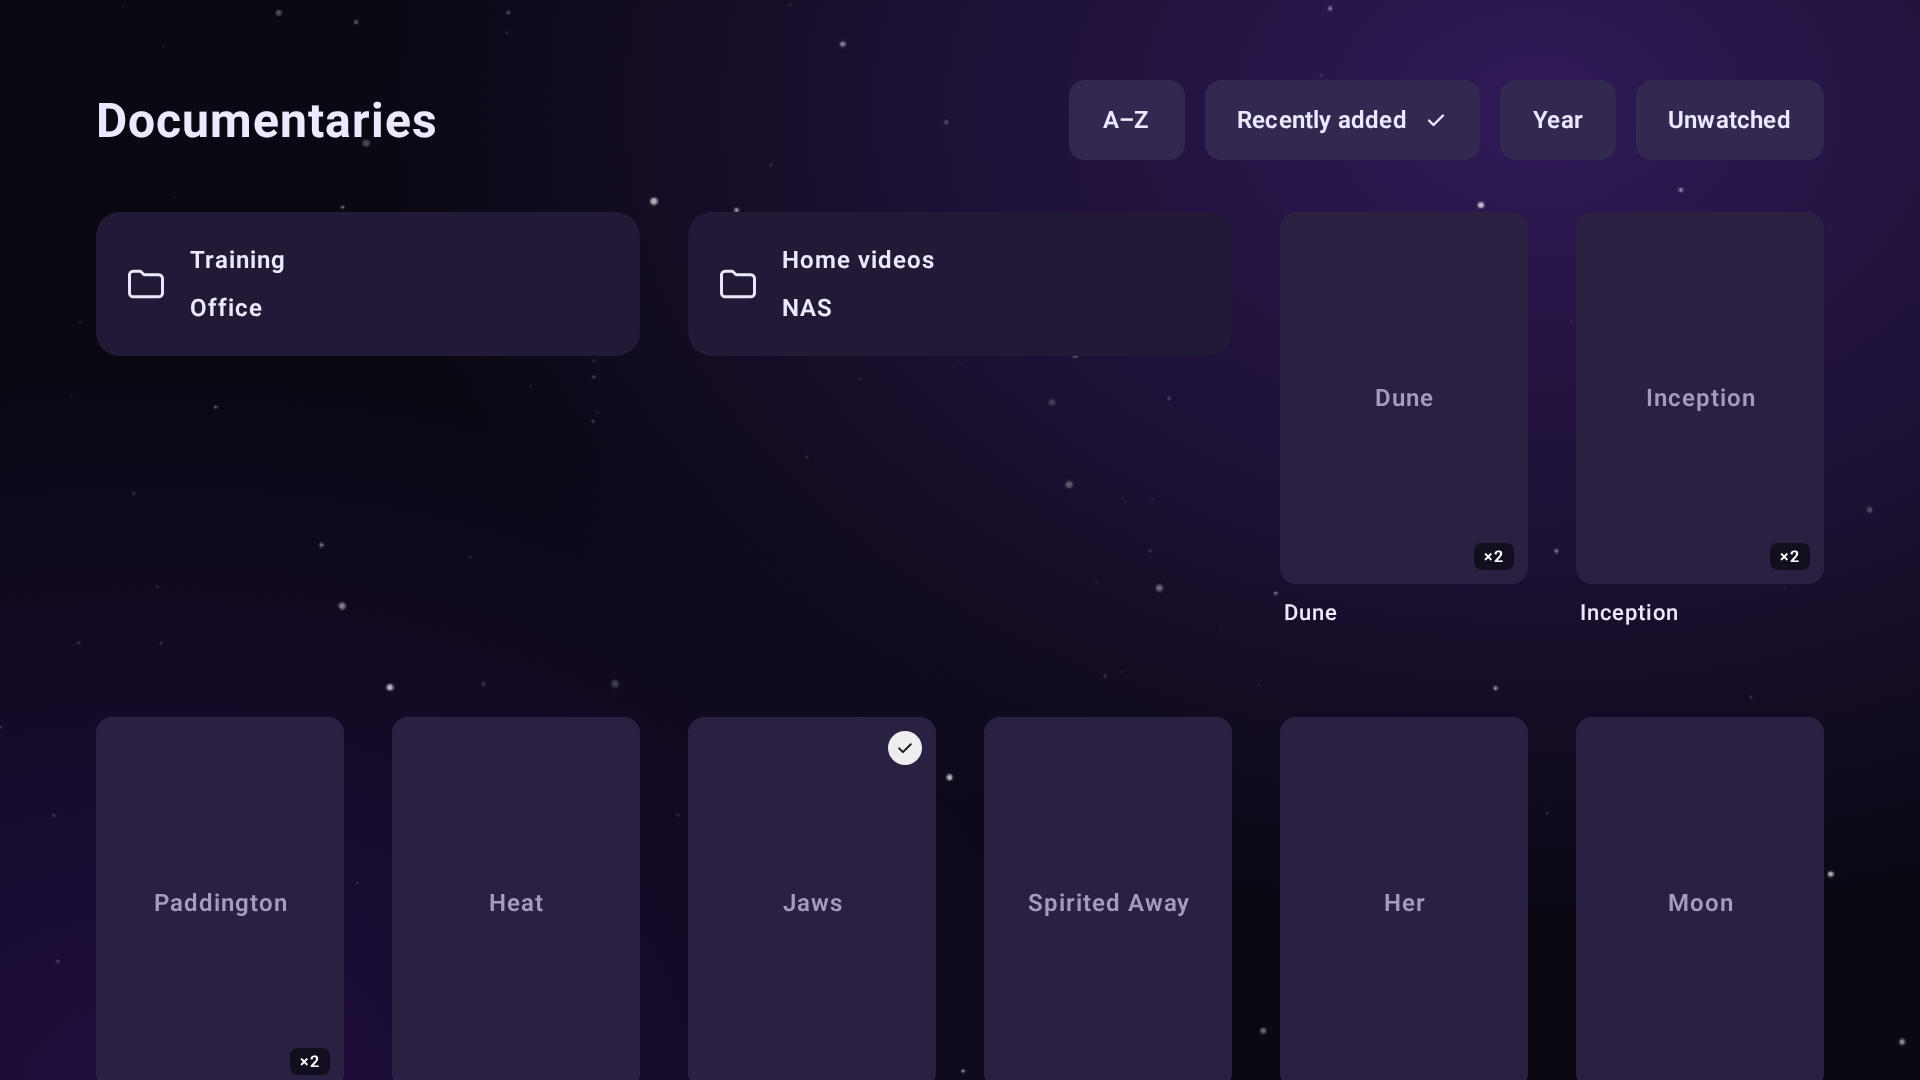 Documentaries
A–Z
Recently added
Year
Unwatched
Training
Office
Home videos
NAS
Dune
×2
Dune
Inception
×2
Inception
Paddington
×2
Heat
Jaws
Spirited Away
Her
Moon